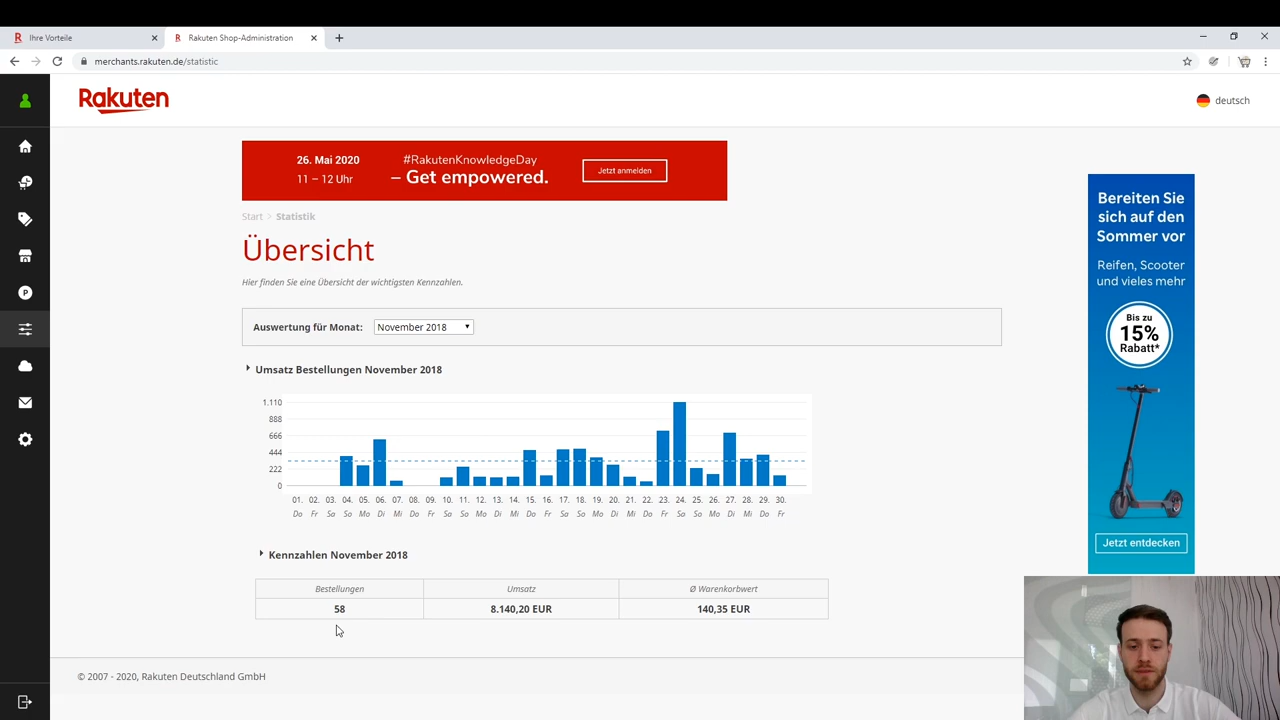 Ihre Vorteile
Rakuten Shop-Administration
merchants.rakuten.de/statistic
Rakuten
deutsch
26. Mai 2020
11 – 12 Uhr
#RakutenKnowledgeDay
– Get empowered.
Jetzt anmelden
Start > Statistik
Übersicht
Hier finden Sie eine Übersicht der wichtigsten Kennzahlen.
Auswertung für Monat: November 2018
Umsatz Bestellungen November 2018
1.110
888
666
444
222
0
01. 02. 03. 04. 05. 06. 07. 08. 09. 10. 11. 12. 13. 14. 15. 16. 17. 18. 19. 20. 21. 22. 23. 24. 25. 26. 27. 28. 29. 30.
Do Fr Sa So Mo Di Mi Do Fr Sa So Mo Di Mi Do Fr Sa So Mo Di Mi Do Fr Sa So Mo Di Mi Do Fr
Kennzahlen November 2018
Bestellungen Umsatz Ø Warenkorbwert
58 8.140,20 EUR 140,35 EUR
© 2007 - 2020, Rakuten Deutschland GmbH
Bereiten Sie
sich auf den
Sommer vor
Reifen, Scooter
und vieles mehr
Bis zu
15%
Rabatt*
Jetzt entdecken